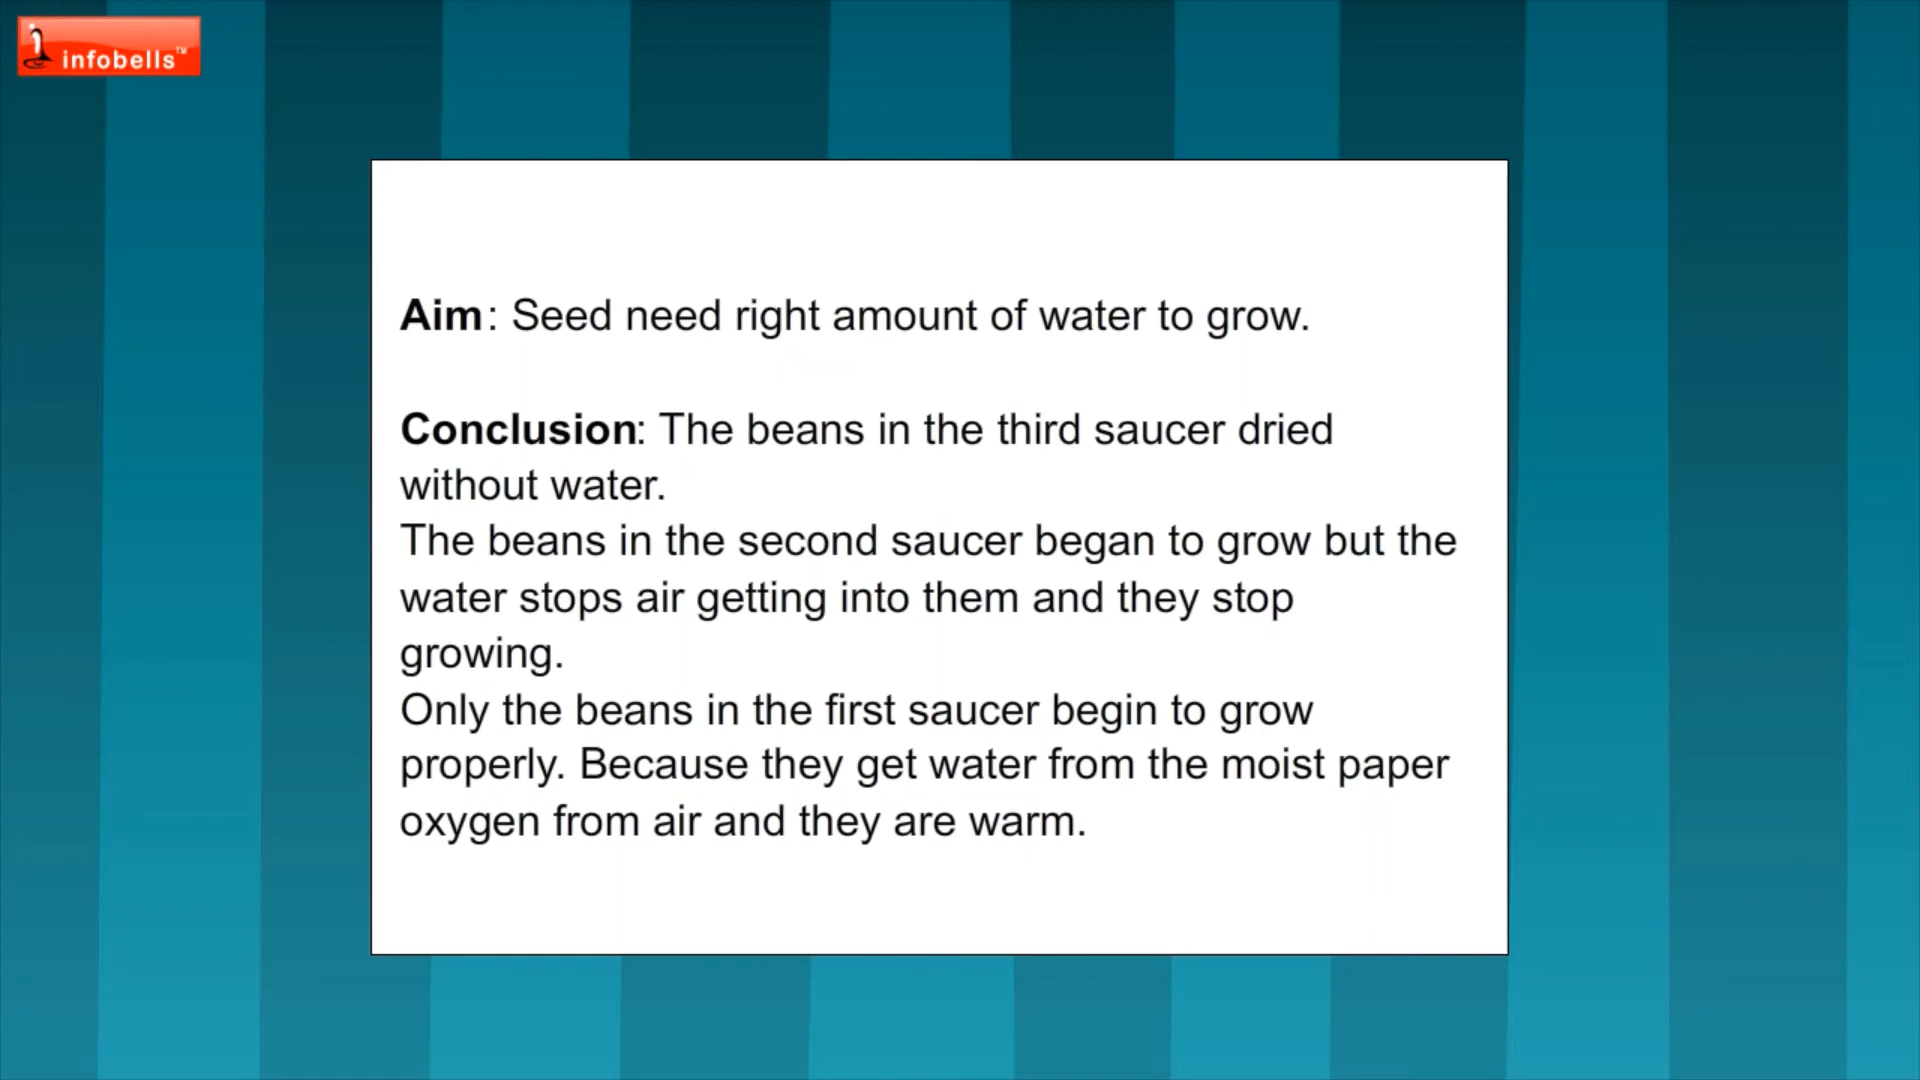 infobells™
Aim: Seed need right amount of water to grow.
Conclusion: The beans in the third saucer dried
without water.
The beans in the second saucer began to grow but the
water stops air getting into them and they stop
growing.
Only the beans in the first saucer begin to grow
properly. Because they get water from the moist paper
oxygen from air and they are warm.